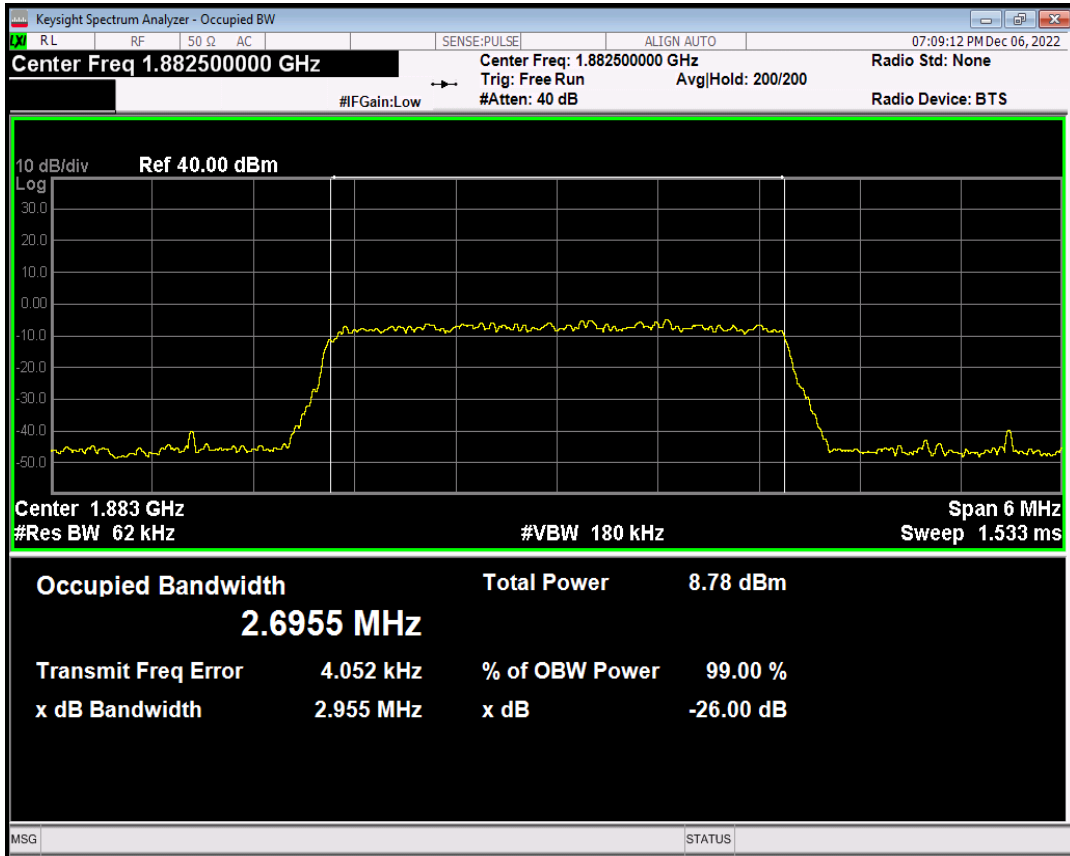 Keysight Spectrum Analyzer - Occupied BW
LXI RL RF 50 Ω AC SENSE:PULSE ALIGN AUTO 07:09:12 PM Dec 06, 2022
Center Freq 1.882500000 GHz Center Freq: 1.882500000 GHz Radio Std: None
Trig: Free Run Avg|Hold: 200/200
#IFGain:Low #Atten: 40 dB Radio Device: BTS
10 dB/div Ref 40.00 dBm
Log
30.0
20.0
10.0
0.00
-10.0
-20.0
-30.0
-40.0
-50.0
Center 1.883 GHz Span 6 MHz
#Res BW 62 kHz #VBW 180 kHz Sweep 1.533 ms
Occupied Bandwidth Total Power 8.78 dBm
2.6955 MHz
Transmit Freq Error 4.052 kHz % of OBW Power 99.00 %
x dB Bandwidth 2.955 MHz x dB -26.00 dB
MSG STATUS